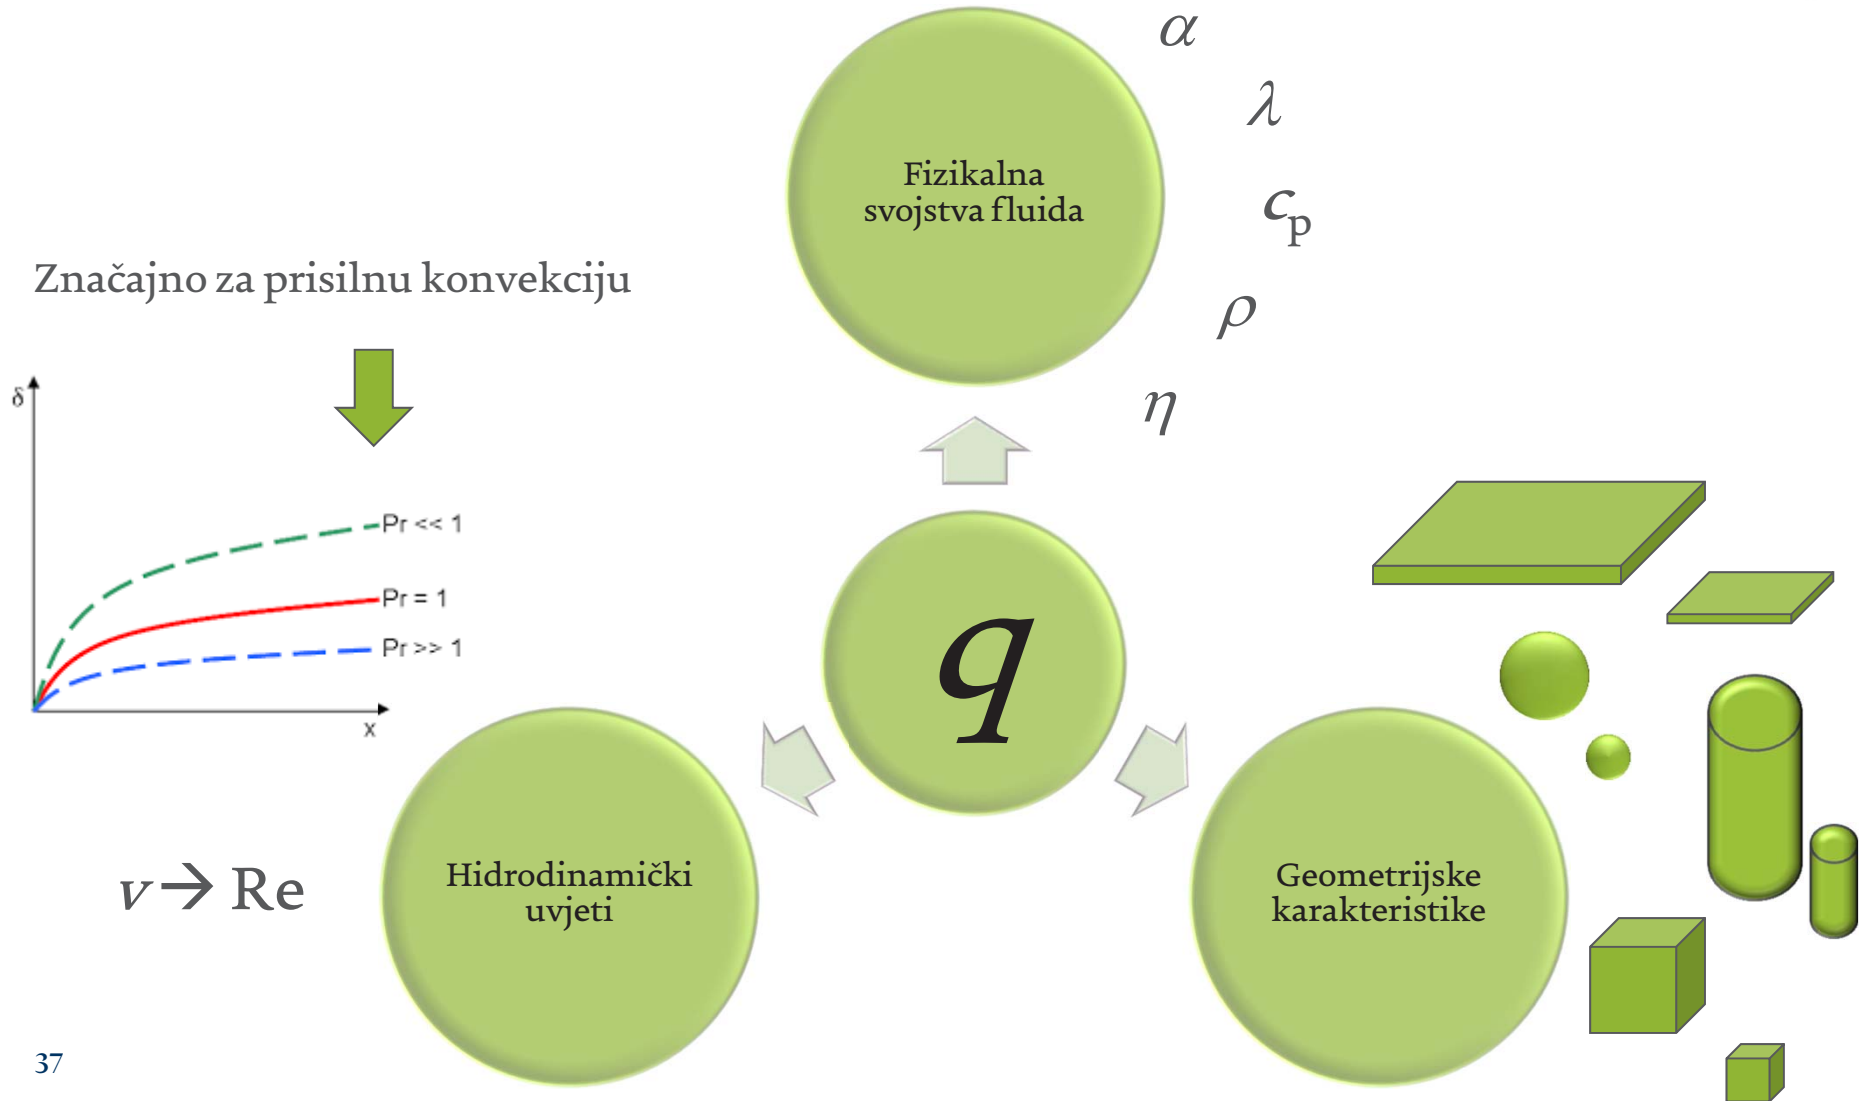 α
λ
Fizikalna
svojstva fluida
cp
Značajno za prisilnu konvekciju
ρ
δ
η
Pr << 1
Pr = 1
Pr >> 1
q
x
v → Re
Hidrodinamički
uvjeti
Geometrijske
karakteristike
37